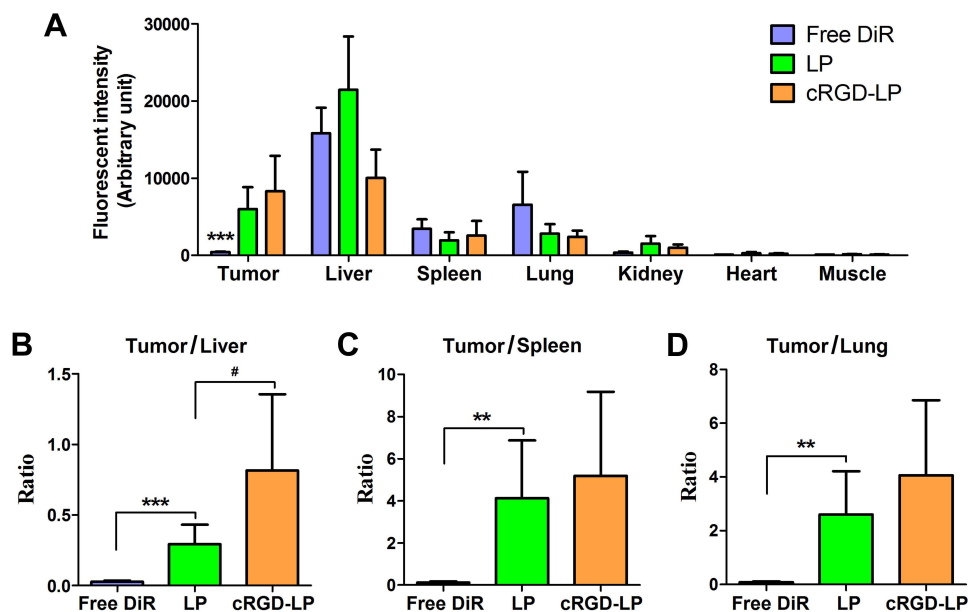 A
Fluorescent intensity
(Arbitrary unit)
30000
20000
10000
0
***
Tumor Liver Spleen Lung Kidney Heart Muscle
Free DiR
LP
cRGD-LP
B
Tumor/Liver
Ratio
1.5
1.0
0.5
0.0
***
#
Free DiR LP cRGD-LP
C
Tumor/Spleen
Ratio
10
8
6
4
2
0
**
Free DiR LP cRGD-LP
D
Tumor/Lung
Ratio
8
6
4
2
0
**
Free DiR LP cRGD-LP